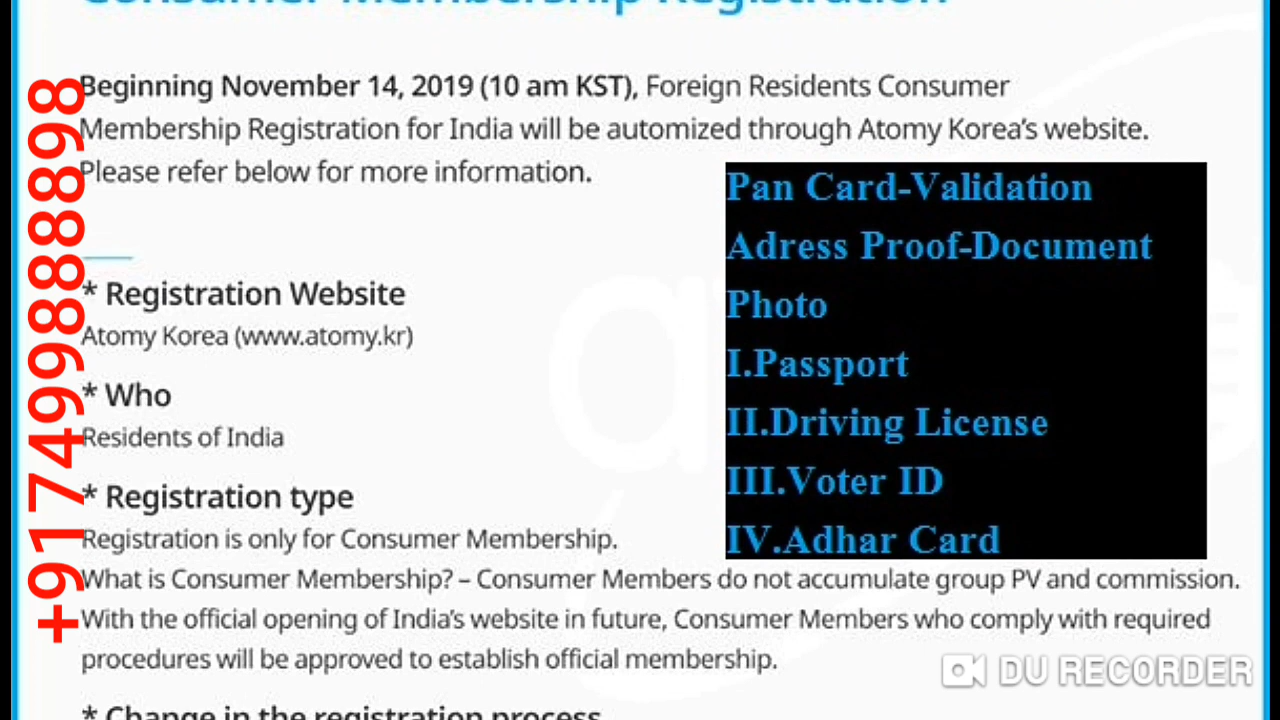 Consumer Membership Registration
Beginning November 14, 2019 (10 am KST), Foreign Residents Consumer
Membership Registration for India will be automized through Atomy Korea's website.
Please refer below for more information.
* Registration Website
Atomy Korea (www.atomy.kr)
* Who
Residents of India
* Registration type
Registration is only for Consumer Membership.
What is Consumer Membership? – Consumer Members do not accumulate group PV and commission.
With the official opening of India's website in future, Consumer Members who comply with required
procedures will be approved to establish official membership.
* Change in the registration process
Pan Card-Validation
Adress Proof-Document
Photo
I.Passport
II.Driving License
III.Voter ID
IV.Adhar Card
+917499888898
DU RECORDER